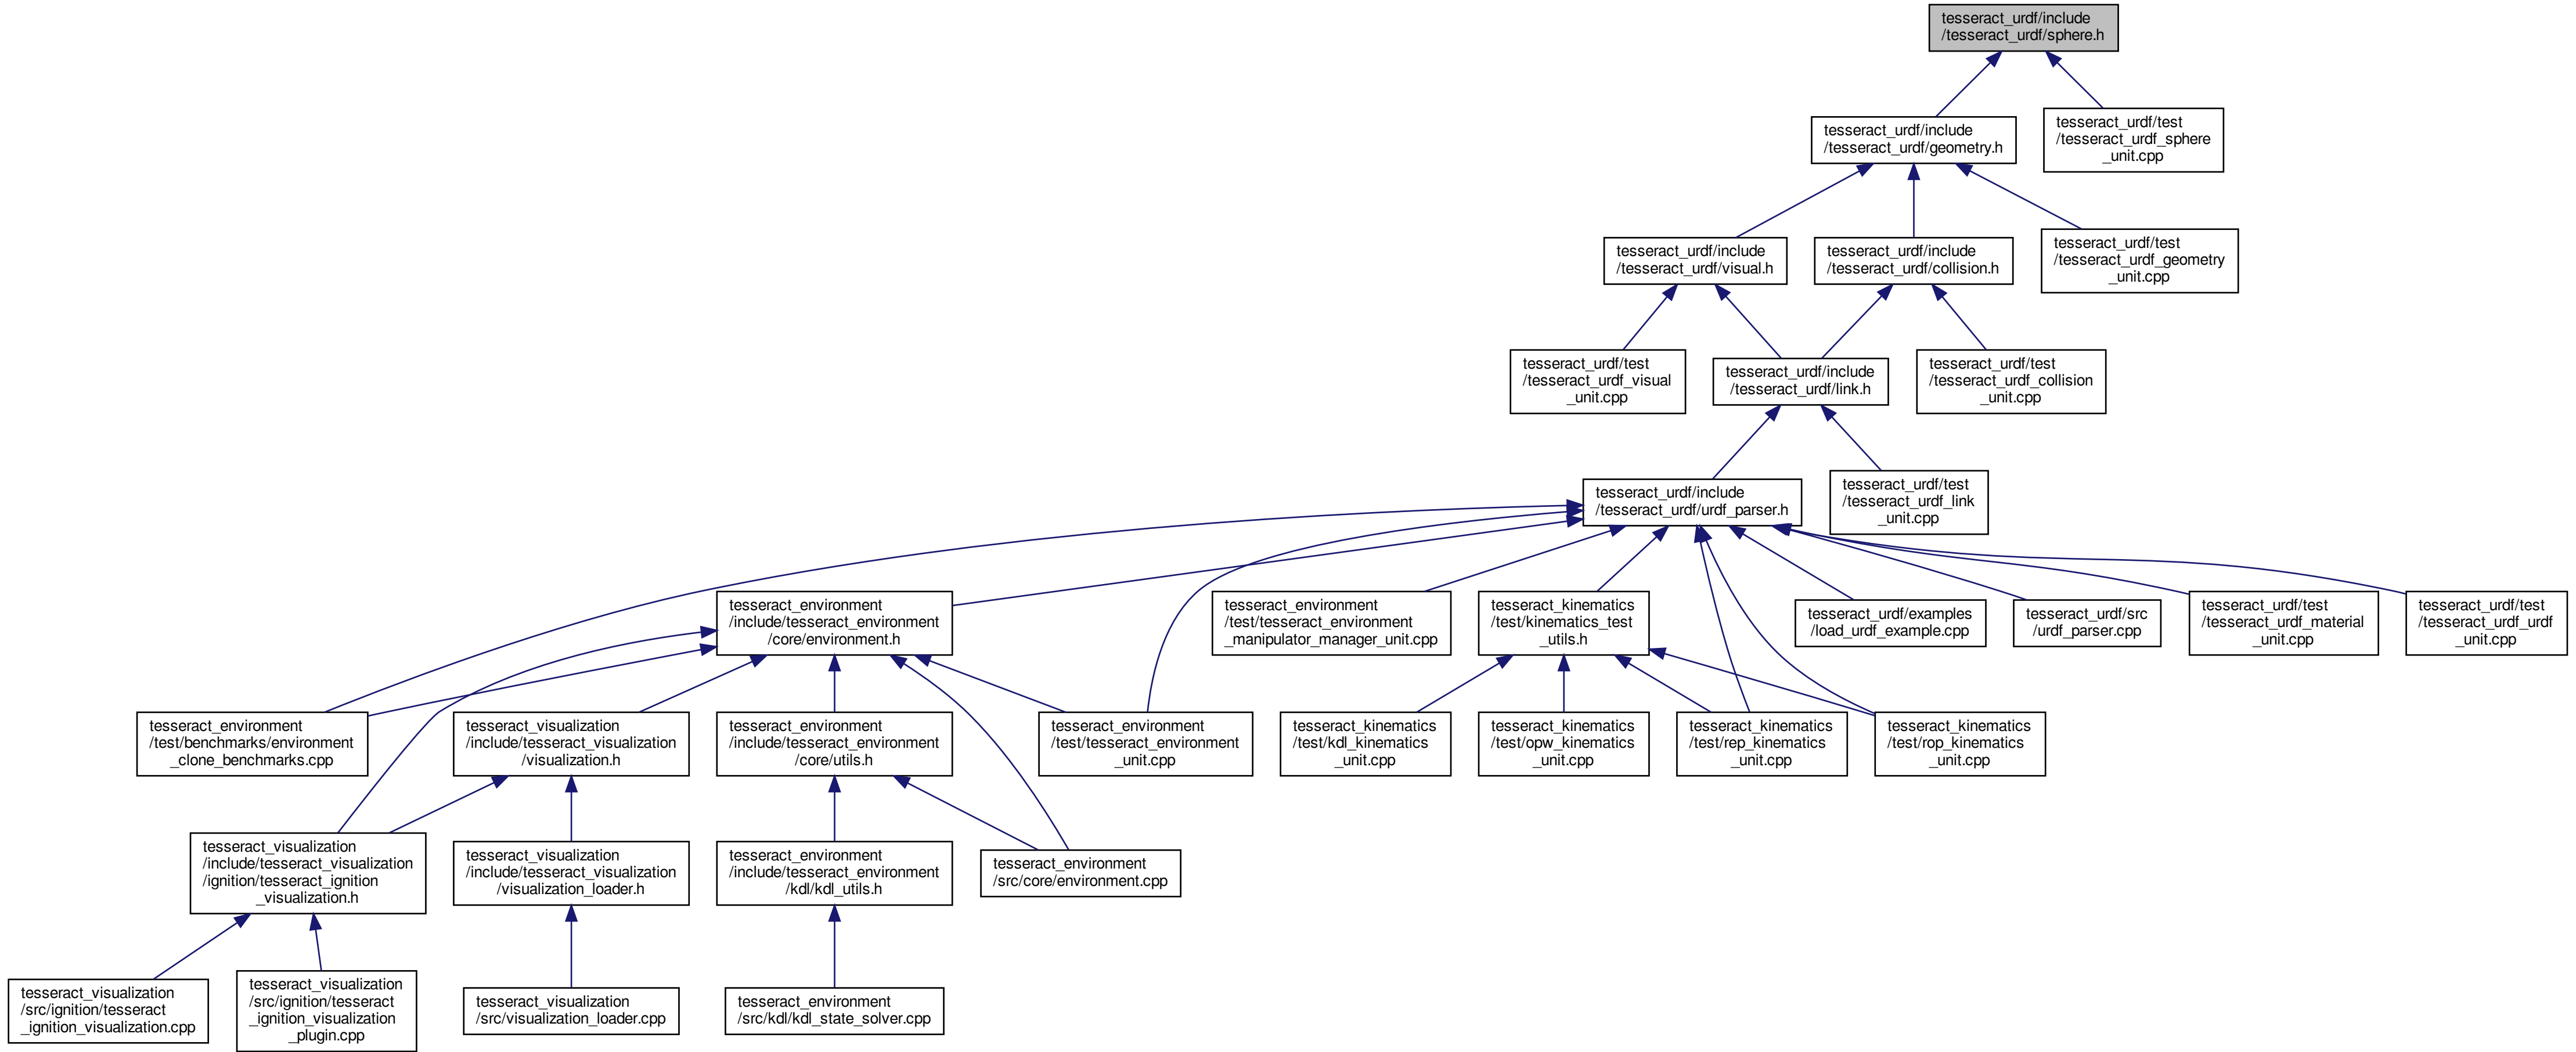 tesseract_urdf/include
/tesseract_urdf/sphere.h
tesseract_urdf/include
/tesseract_urdf/geometry.h
tesseract_urdf/test
/tesseract_urdf_sphere
_unit.cpp
tesseract_urdf/include
/tesseract_urdf/visual.h
tesseract_urdf/include
/tesseract_urdf/collision.h
tesseract_urdf/test
/tesseract_urdf_geometry
_unit.cpp
tesseract_urdf/test
/tesseract_urdf_visual
_unit.cpp
tesseract_urdf/include
/tesseract_urdf/link.h
tesseract_urdf/test
/tesseract_urdf_collision
_unit.cpp
tesseract_urdf/include
/tesseract_urdf/urdf_parser.h
tesseract_urdf/test
/tesseract_urdf_link
_unit.cpp
tesseract_environment
/include/tesseract_environment
/core/environment.h
tesseract_environment
/test/tesseract_environment
_manipulator_manager_unit.cpp
tesseract_kinematics
/test/kinematics_test
_utils.h
tesseract_urdf/examples
/load_urdf_example.cpp
tesseract_urdf/src
/urdf_parser.cpp
tesseract_urdf/test
/tesseract_urdf_material
_unit.cpp
tesseract_urdf/test
/tesseract_urdf_urdf
_unit.cpp
tesseract_environment
/test/benchmarks/environment
_clone_benchmarks.cpp
tesseract_visualization
/include/tesseract_visualization
/visualization.h
tesseract_environment
/include/tesseract_environment
/core/utils.h
tesseract_environment
/test/tesseract_environment
_unit.cpp
tesseract_kinematics
/test/kdl_kinematics
_unit.cpp
tesseract_kinematics
/test/opw_kinematics
_unit.cpp
tesseract_kinematics
/test/rep_kinematics
_unit.cpp
tesseract_kinematics
/test/rop_kinematics
_unit.cpp
tesseract_visualization
/include/tesseract_visualization
/ignition/tesseract_ignition
_visualization.h
tesseract_visualization
/include/tesseract_visualization
/visualization_loader.h
tesseract_environment
/include/tesseract_environment
/kdl/kdl_utils.h
tesseract_environment
/src/core/environment.cpp
tesseract_visualization
/src/ignition/tesseract
_ignition_visualization.cpp
tesseract_visualization
/src/ignition/tesseract
_ignition_visualization
_plugin.cpp
tesseract_visualization
/src/visualization_loader.cpp
tesseract_environment
/src/kdl/kdl_state_solver.cpp